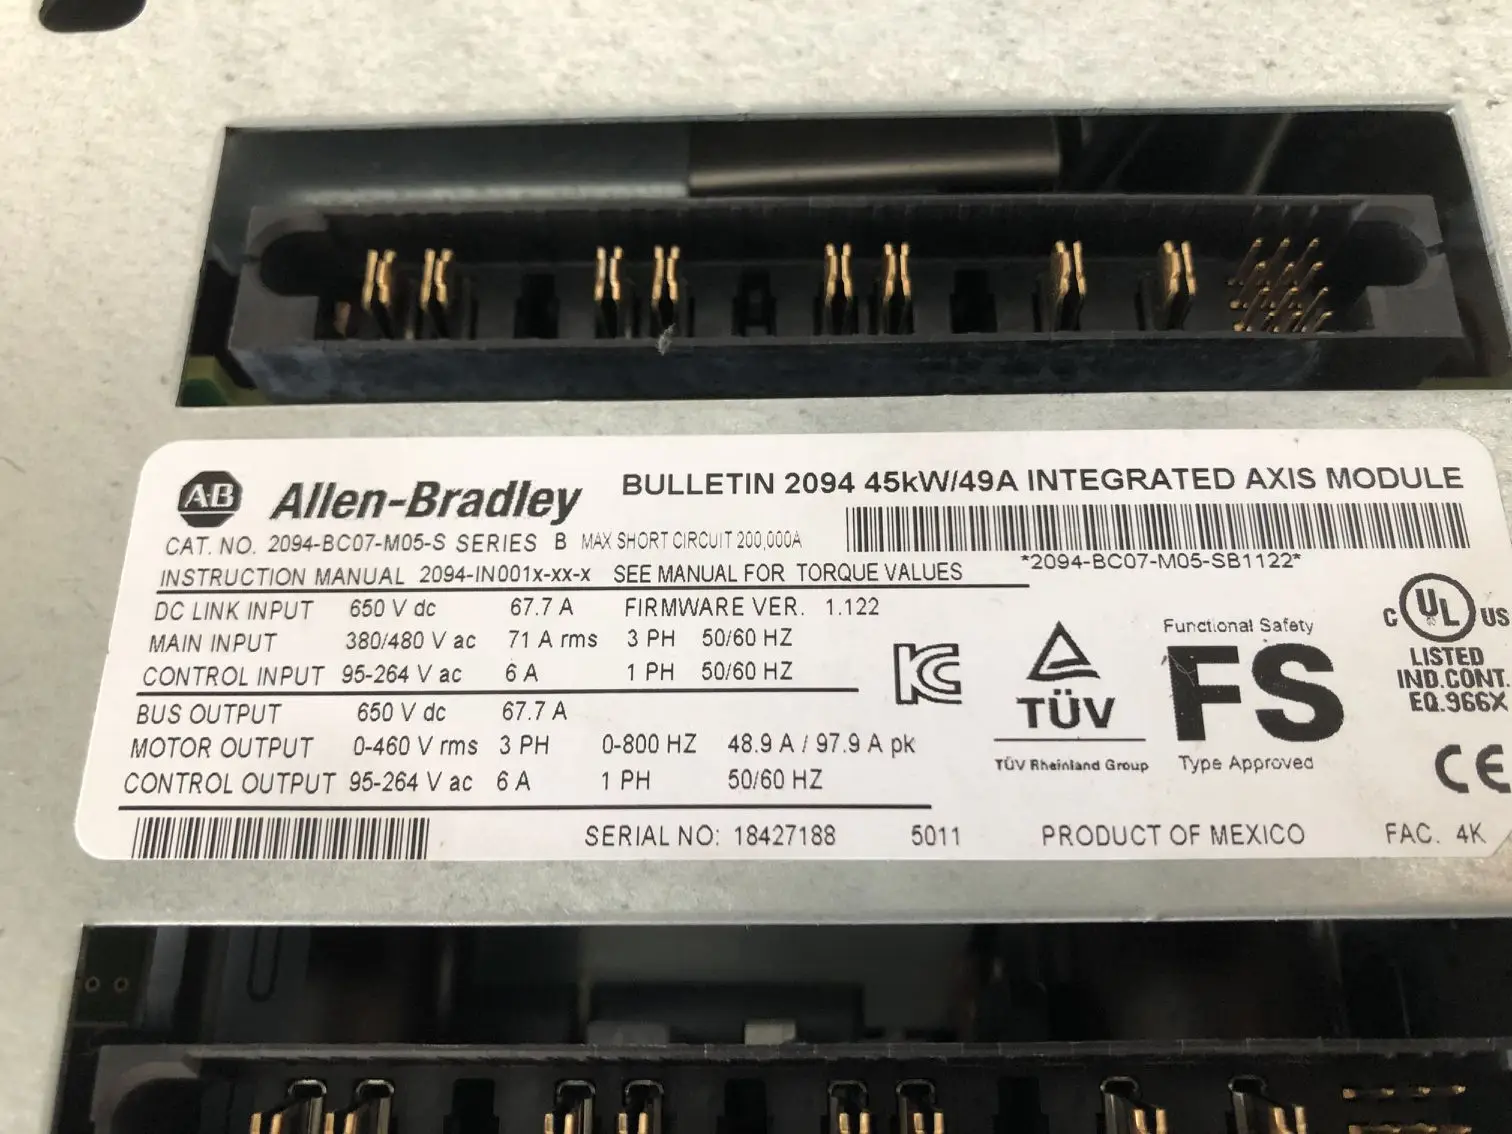 AB Allen-Bradley BULLETIN 2094 45kW/49A INTEGRATED AXIS MODULE
CAT. NO. 2094-BC07-M05-S SERIES B MAX SHORT CIRCUIT 200,000A
*2094-BC07-M05-SB1122*
INSTRUCTION MANUAL 2094-IN001x-xx-x SEE MANUAL FOR TORQUE VALUES
DC LINK INPUT 650 V dc 67.7 A FIRMWARE VER. 1.122
MAIN INPUT 380/480 V ac 71 A rms 3 PH 50/60 HZ
CONTROL INPUT 95-264 V ac 6 A 1 PH 50/60 HZ
BUS OUTPUT 650 V dc 67.7 A
MOTOR OUTPUT 0-460 V rms 3 PH 0-800 HZ 48.9 A / 97.9 A pk
CONTROL OUTPUT 95-264 V ac 6 A 1 PH 50/60 HZ
KC
TÜV
TÜV Rheinland Group
Functional Safety
FS
Type Approved
C UL US
LISTED
IND.CONT.
EQ.966X
CE
SERIAL NO: 18427188 5011 PRODUCT OF MEXICO FAC. 4K